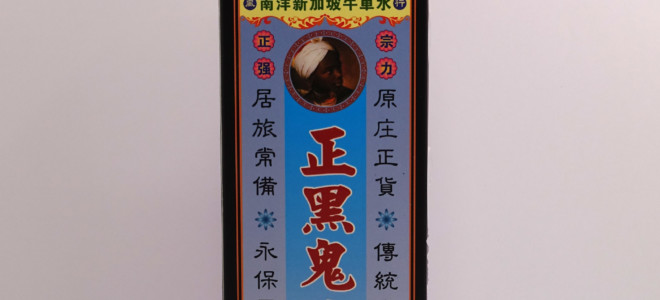 南洋新加坡牛車水
正宗
强力
原庄正貨 傳統
正黑鬼
居旅常備 永保